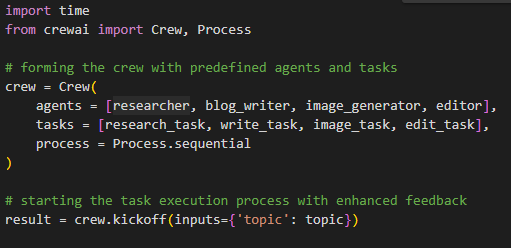 import time
from crewai import Crew, Process
# forming the crew with predefined agents and tasks
crew = Crew(
    agents = [researcher, blog_writer, image_generator, editor],
    tasks = [research_task, write_task, image_task, edit_task],
    process = Process.sequential
)
# starting the task execution process with enhanced feedback
result = crew.kickoff(inputs={'topic': topic})